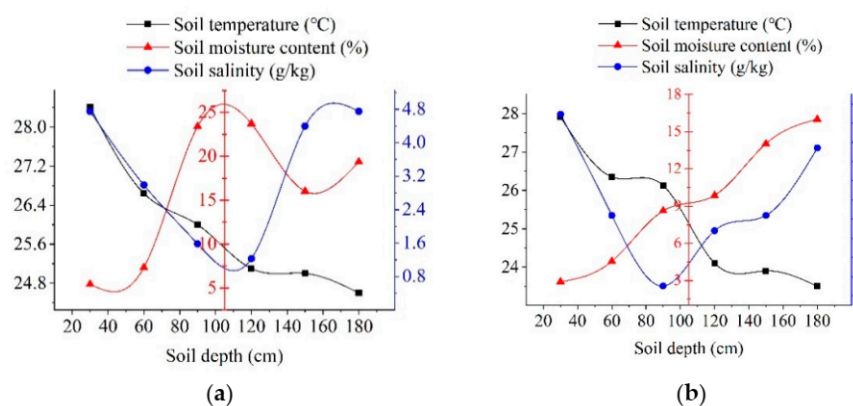 Soil temperature (℃)
Soil moisture content (%)
Soil salinity (g/kg)
28.0
27.2
26.4
25.6
24.8
25
20
15
10
5
4.8
4.0
3.2
2.4
1.6
0.8
20 40 60 80 100 120 140 160 180
Soil depth (cm)
(a)
Soil temperature (℃)
Soil moisture content (%)
Soil salinity (g/kg)
28
27
26
25
24
18
15
12
9
6
3
20 40 60 80 100 120 140 160 180
Soil depth (cm)
(b)